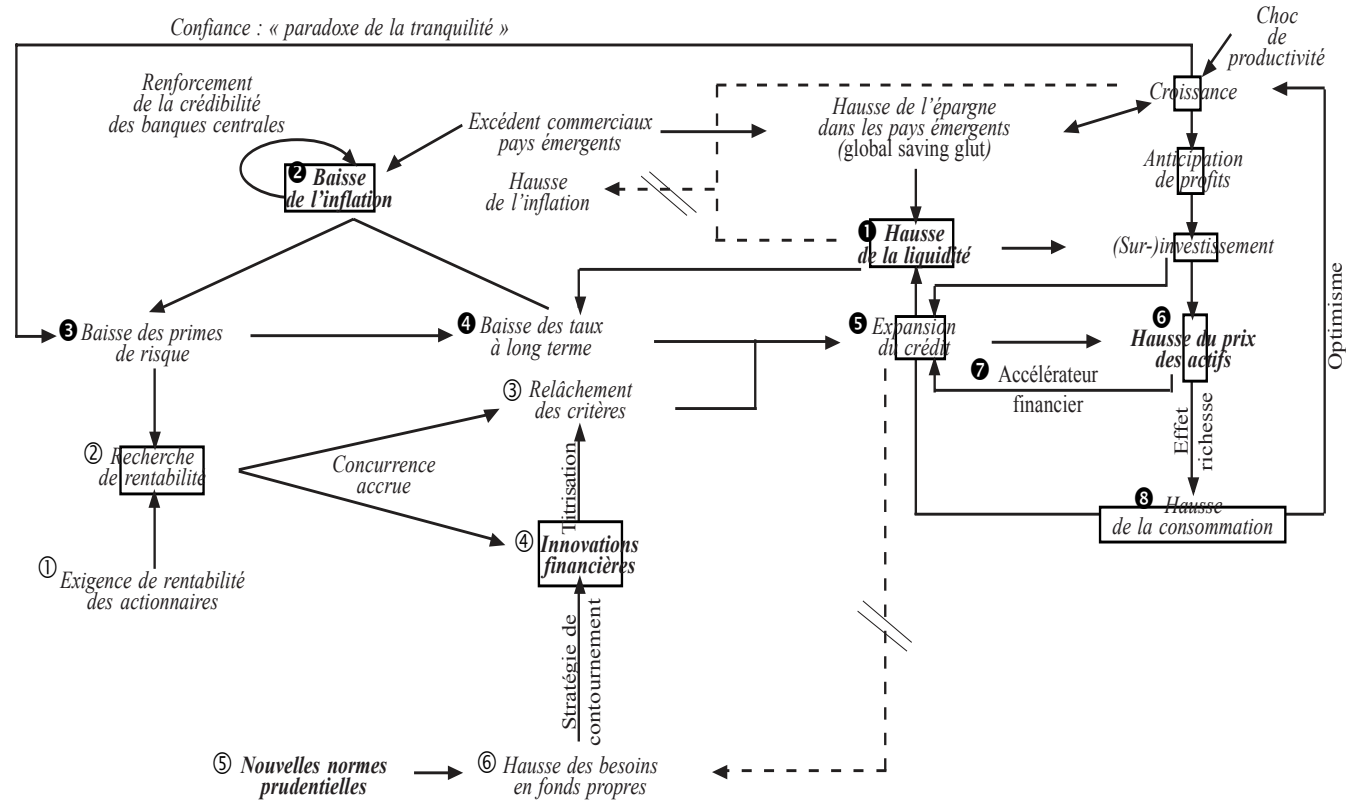 Confiance : « paradoxe de la tranquilité »
Choc
de
productivité
Renforcement
de la crédibilité
des banques centrales
Excédent commerciaux
pays émergents
Hausse de l'épargne
dans les pays émergents
(global saving glut)
Croissance
Anticipation
de profits
❷ Baisse
de l'inflation
Hausse
de l'inflation
❶ Hausse
de la liquidité
(Sur-)investissement
Optimisme
❸ Baisse des primes
de risque
❹ Baisse des taux
à long terme
❺ Expansion
du crédit
❻
Hausse du prix
des actifs
❼ Accélérateur
financier
③ Relâchement
des critères
Effet
richesse
② Recherche
de rentabilité
Concurrence
accrue
Titrisation
❽ Hausse
de la consommation
④ Innovations
financières
① Exigence de rentabilité
des actionnaires
Stratégie de
contournement
⑤ Nouvelles normes
prudentielles
⑥ Hausse des besoins
en fonds propres